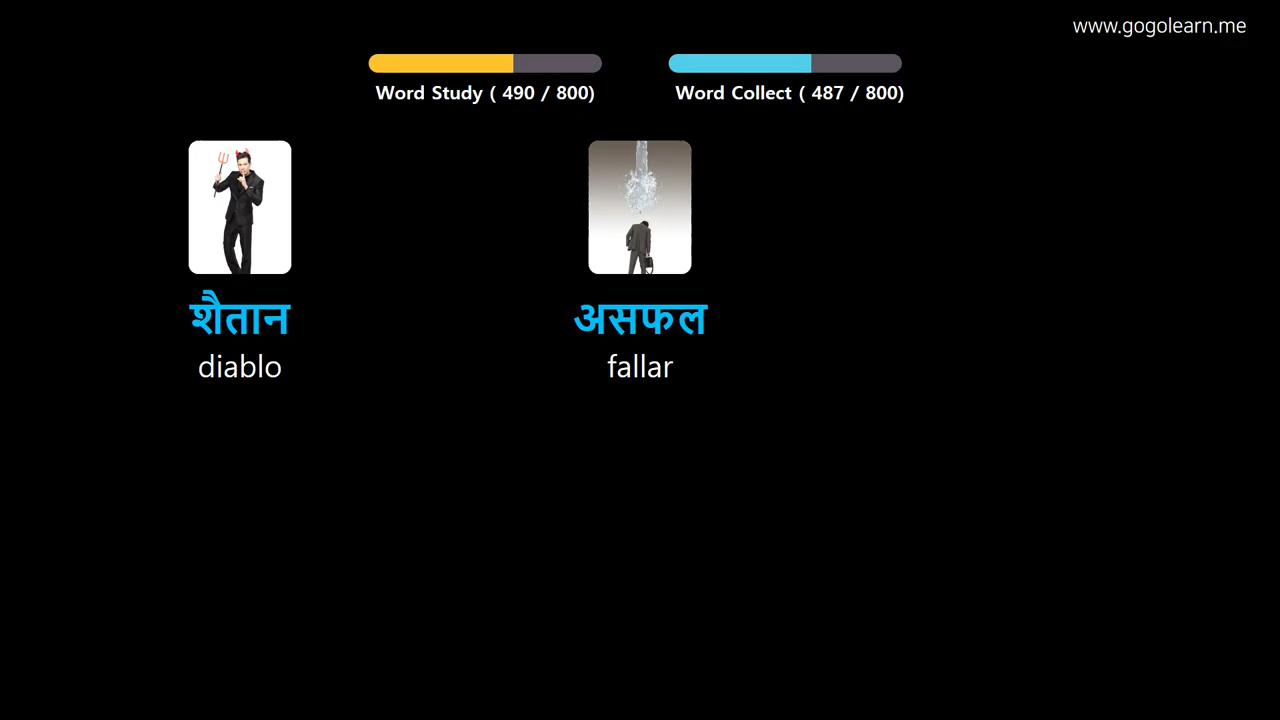 www.gogolearn.me
Word Study ( 490 / 800)
Word Collect ( 487 / 800)
शैतान
diablo
असफल
fallar